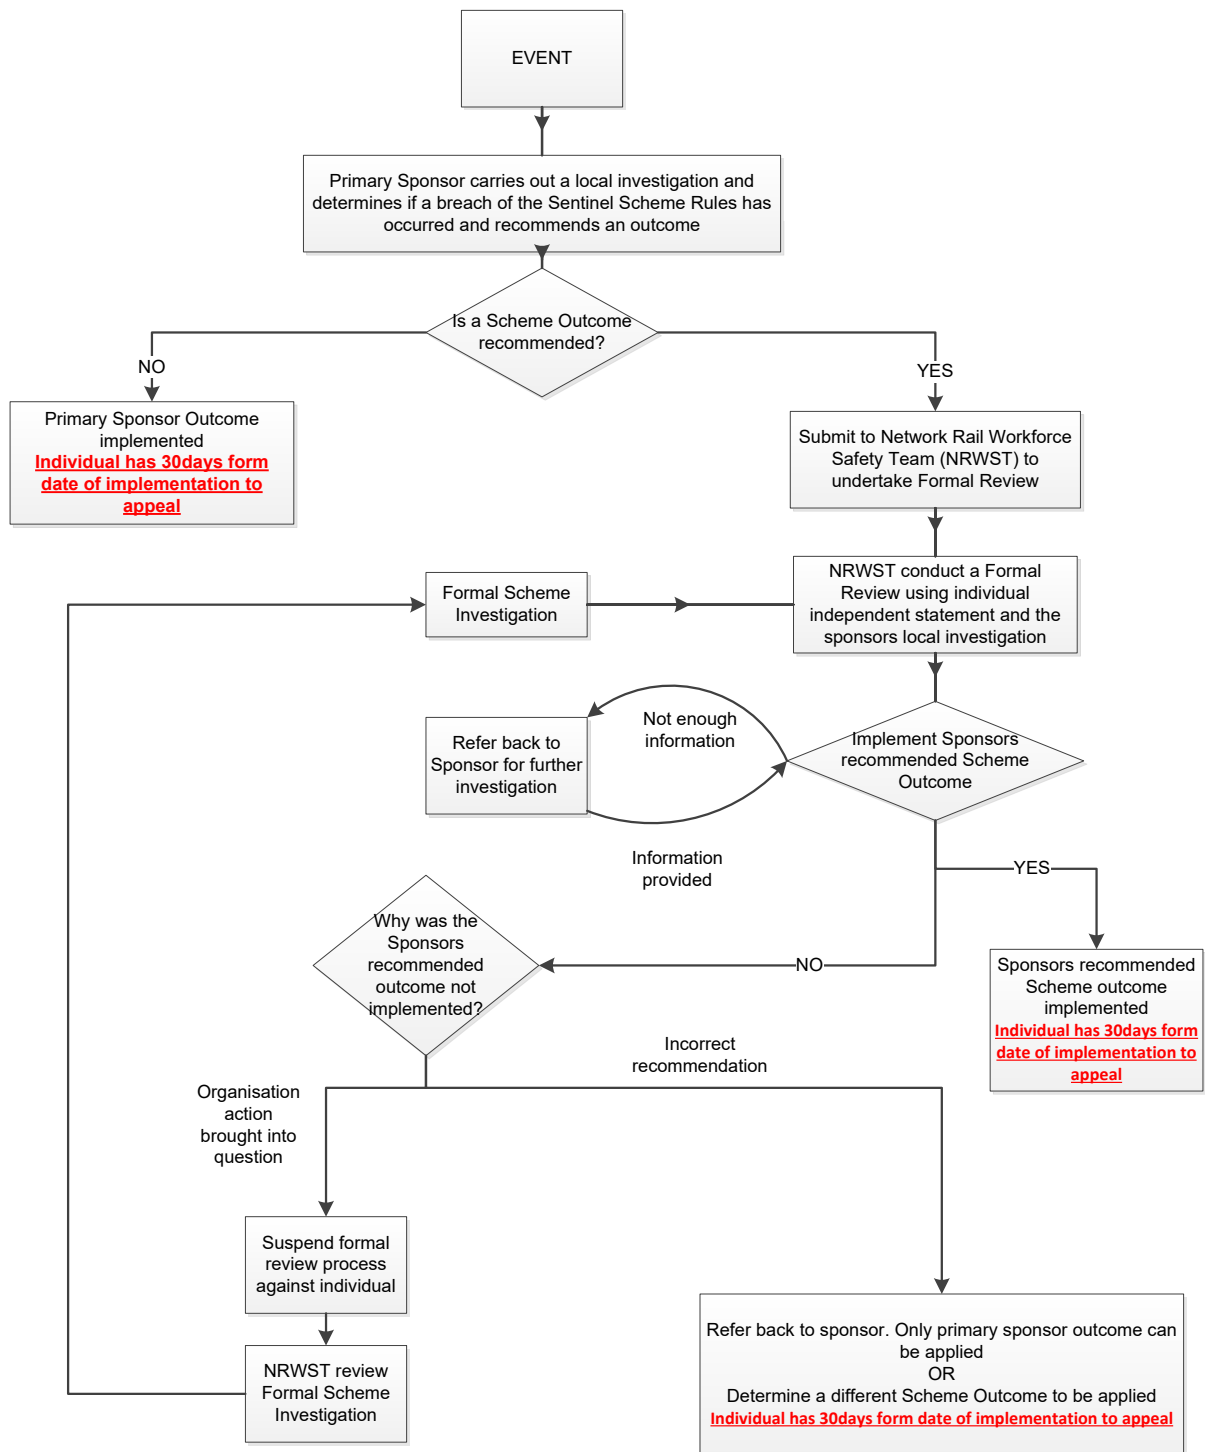 EVENT
Primary Sponsor carries out a local investigation and
determines if a breach of the Sentinel Scheme Rules has
occurred and recommends an outcome
Is a Scheme Outcome
recommended?
NO
YES
Primary Sponsor Outcome
implemented
Individual has 30days form
date of implementation to
appeal
Submit to Network Rail Workforce
Safety Team (NRWST) to
undertake Formal Review
Formal Scheme
Investigation
NRWST conduct a Formal
Review using individual
independent statement and the
sponsors local investigation
Not enough
information
Refer back to
Sponsor for further
investigation
Implement Sponsors
recommended Scheme
Outcome
Information
provided
YES
Why was the
Sponsors
recommended
outcome not
implemented?
NO
Sponsors recommended
Scheme outcome
implemented
Individual has 30days form
date of implementation to
appeal
Incorrect
recommendation
Organisation
action
brought into
question
Suspend formal
review process
against individual
NRWST review
Formal Scheme
Investigation
Refer back to sponsor. Only primary sponsor outcome can
be applied
OR
Determine a different Scheme Outcome to be applied
Individual has 30days form date of implementation to appeal